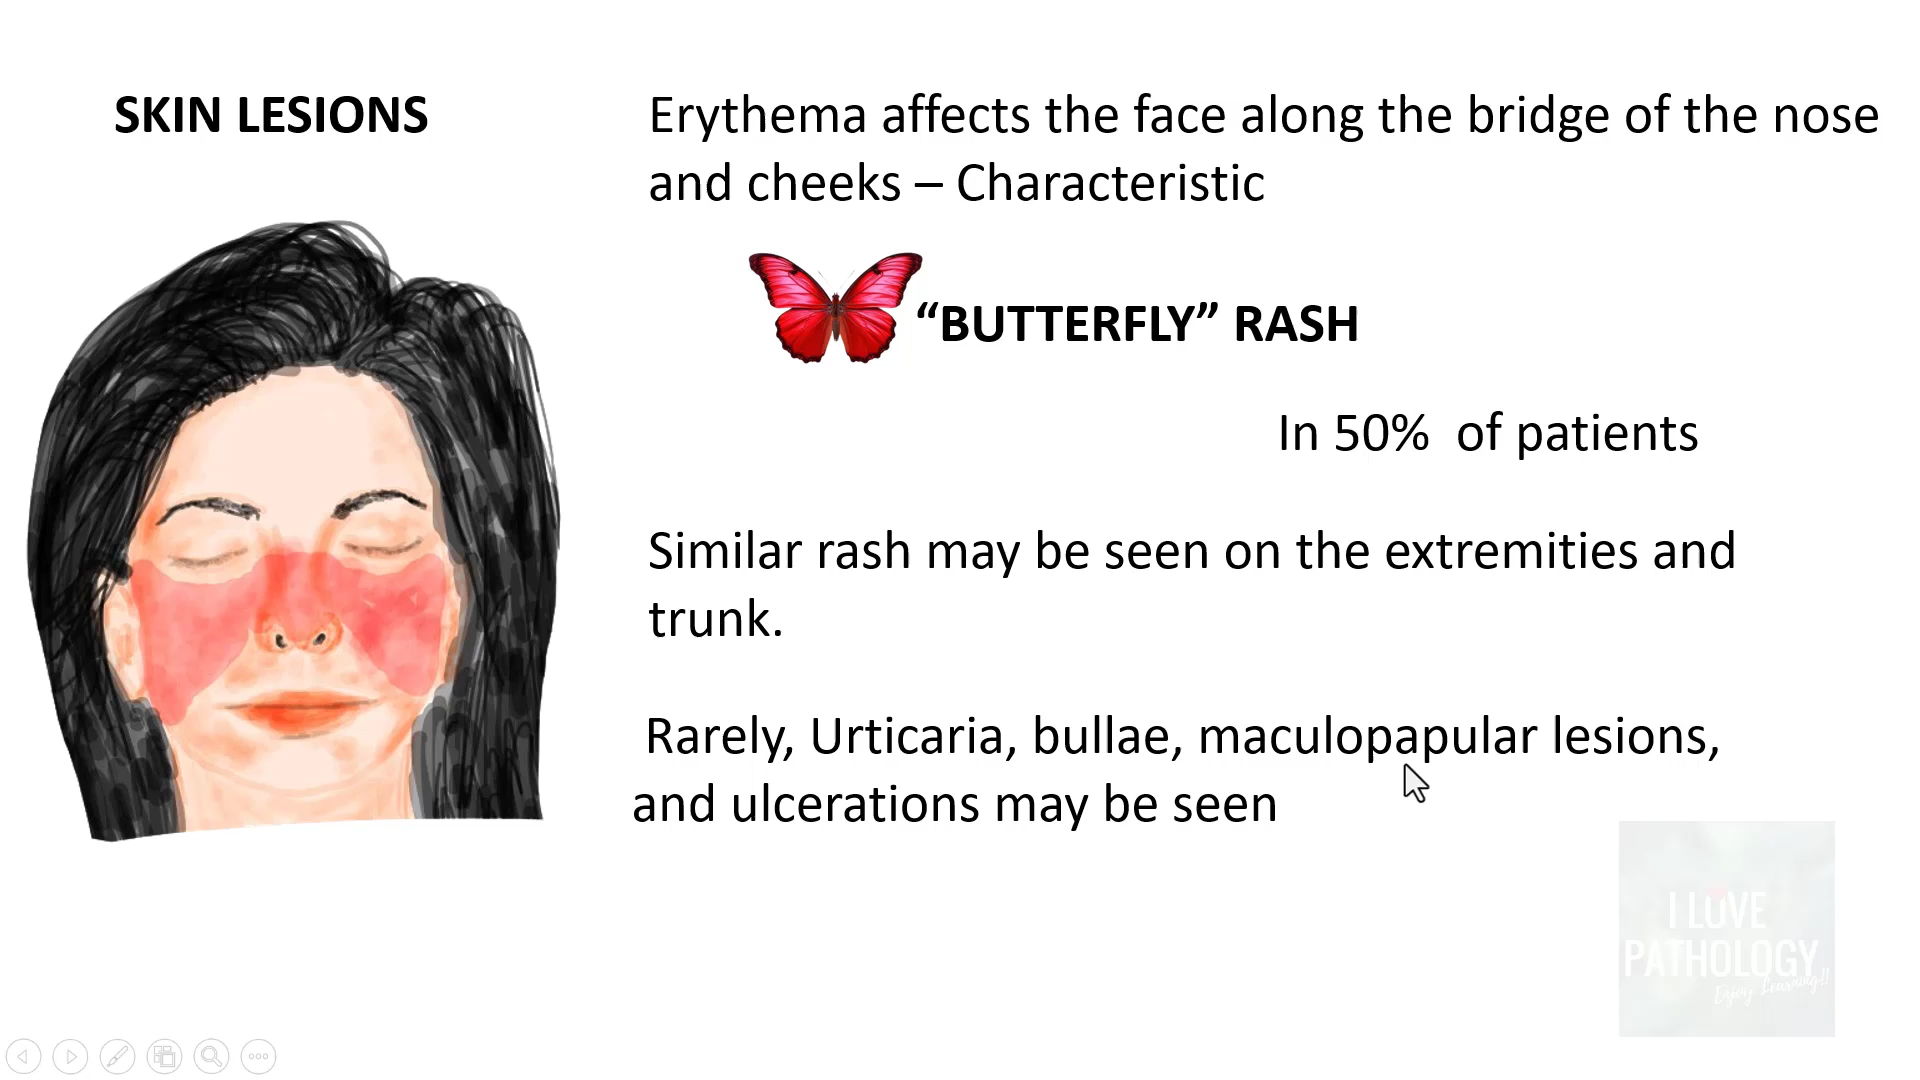 SKIN LESIONS
Erythema affects the face along the bridge of the nose
and cheeks – Characteristic
“BUTTERFLY” RASH
In 50%  of patients
Similar rash may be seen on the extremities and
trunk.
Rarely, Urticaria, bullae, maculopapular lesions,
and ulcerations may be seen
I LOVE
PATHOLOGY
Enjoy Learning!!